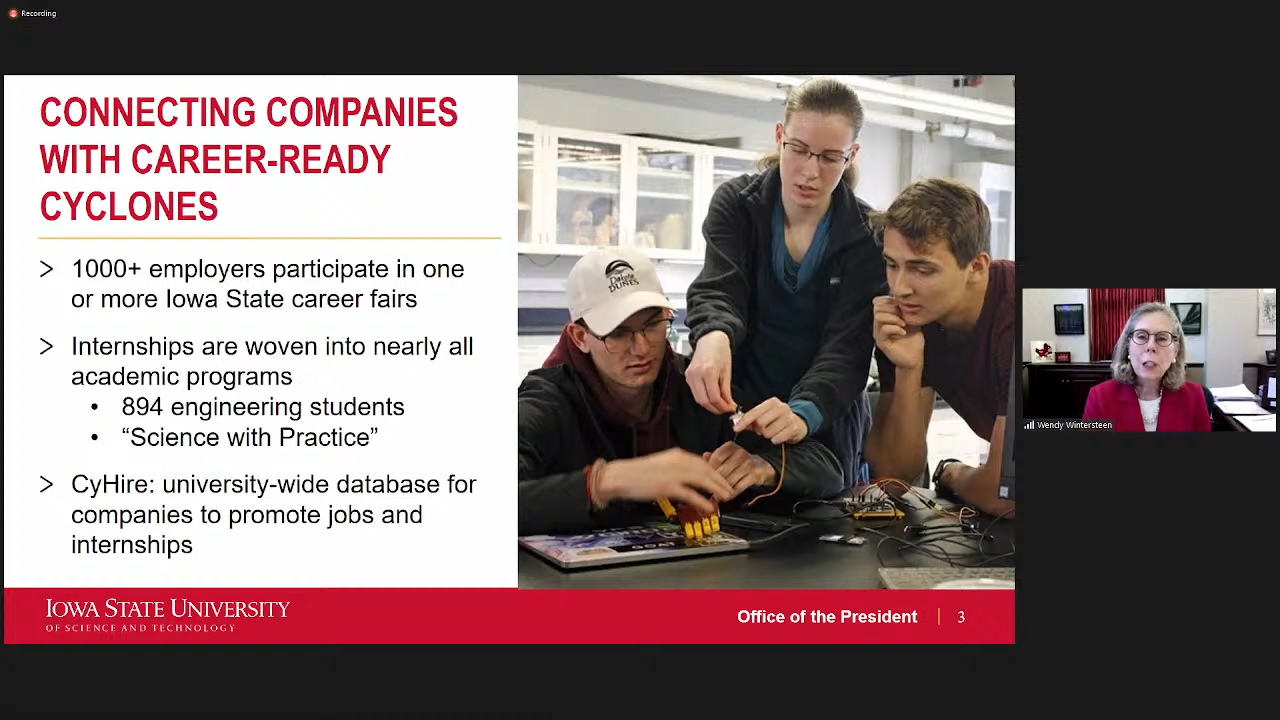 Recording
CONNECTING COMPANIES
WITH CAREER-READY
CYCLONES
> 1000+ employers participate in one
or more Iowa State career fairs
> Internships are woven into nearly all
academic programs
• 894 engineering students
• “Science with Practice”
> CyHire: university-wide database for
companies to promote jobs and
internships
Dakota
DUNES
GOAT
IOWA STATE UNIVERSITY
OF SCIENCE AND TECHNOLOGY
Office of the President | 3
Wendy Wintersteen